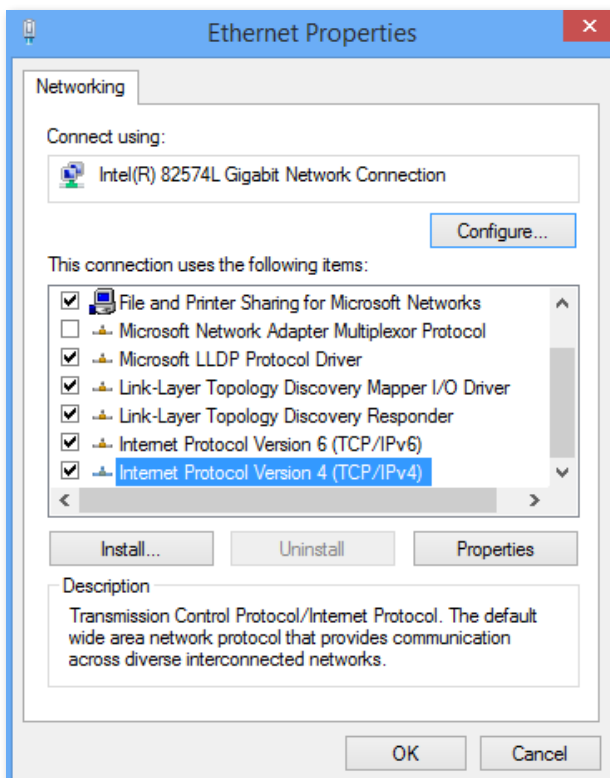 Ethernet Properties
Networking
Connect using:
Intel(R) 82574L Gigabit Network Connection
Configure...
This connection uses the following items:
File and Printer Sharing for Microsoft Networks
Microsoft Network Adapter Multiplexor Protocol
Microsoft LLDP Protocol Driver
Link-Layer Topology Discovery Mapper I/O Driver
Link-Layer Topology Discovery Responder
Internet Protocol Version 6 (TCP/IPv6)
Internet Protocol Version 4 (TCP/IPv4)
Install...
Uninstall
Properties
Description
Transmission Control Protocol/Internet Protocol. The default
wide area network protocol that provides communication
across diverse interconnected networks.
OK
Cancel